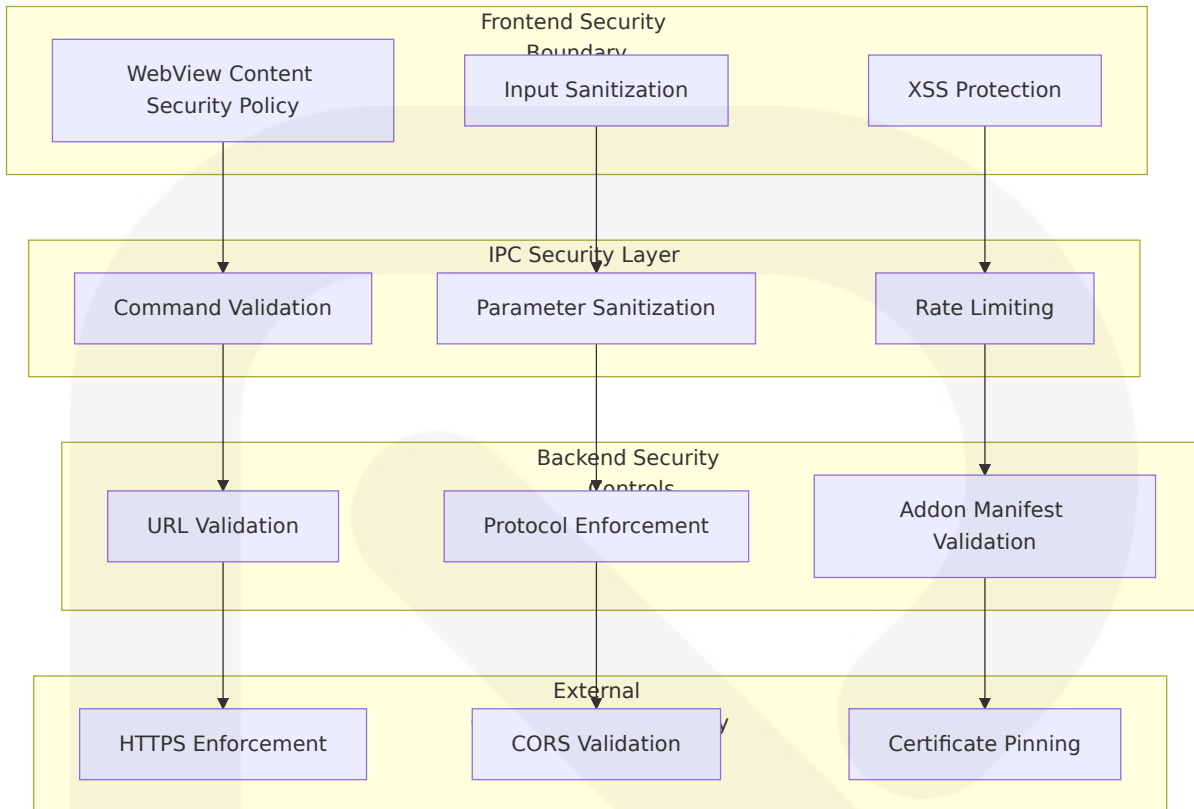 Frontend Security
Boundary
WebView Content
Security Policy
Input Sanitization
XSS Protection
IPC Security Layer
Command Validation
Parameter Sanitization
Rate Limiting
Backend Security
Controls
URL Validation
Protocol Enforcement
Addon Manifest
Validation
External
HTTPS Enforcement
CORS Validation
Certificate Pinning